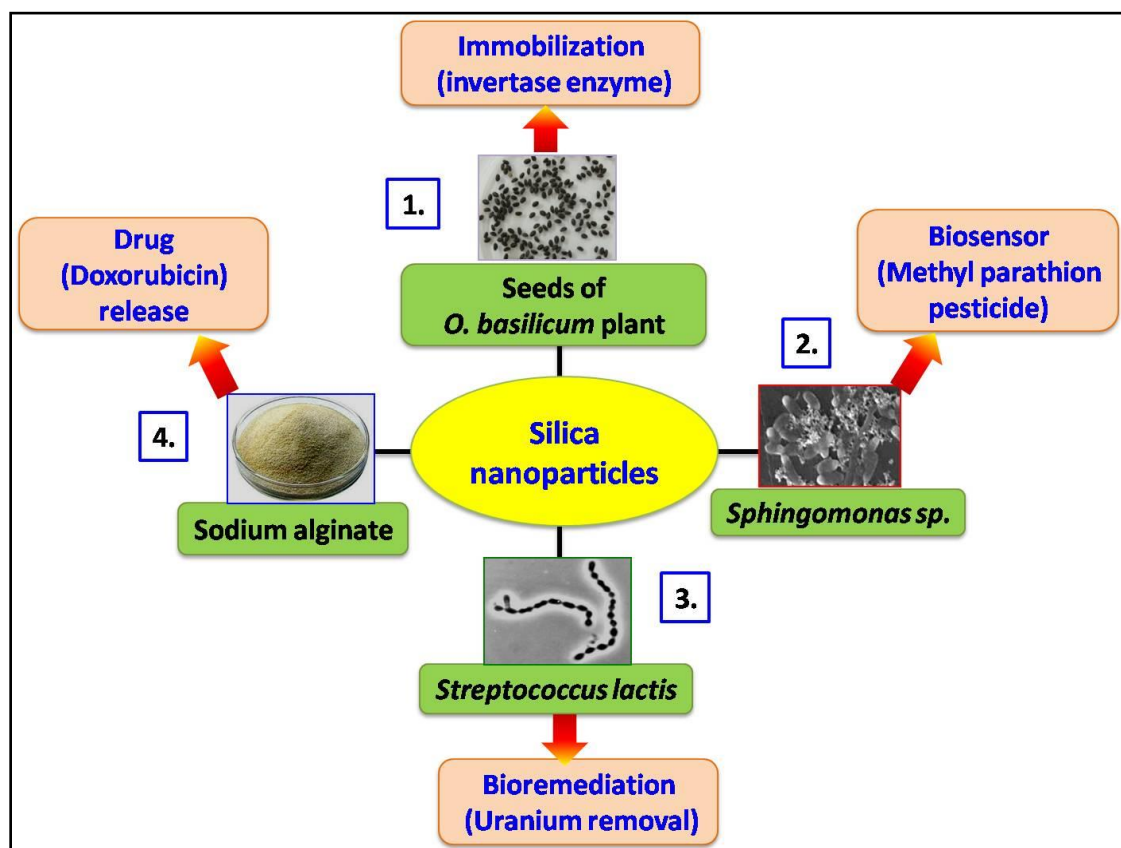 Immobilization
(invertase enzyme)
1.
Seeds of
O. basilicum plant
Drug
(Doxorubicin)
release
4.
Sodium alginate
Silica
nanoparticles
Biosensor
(Methyl parathion
pesticide)
2.
Sphingomonas sp.
3.
Streptococcus lactis
Bioremediation
(Uranium removal)